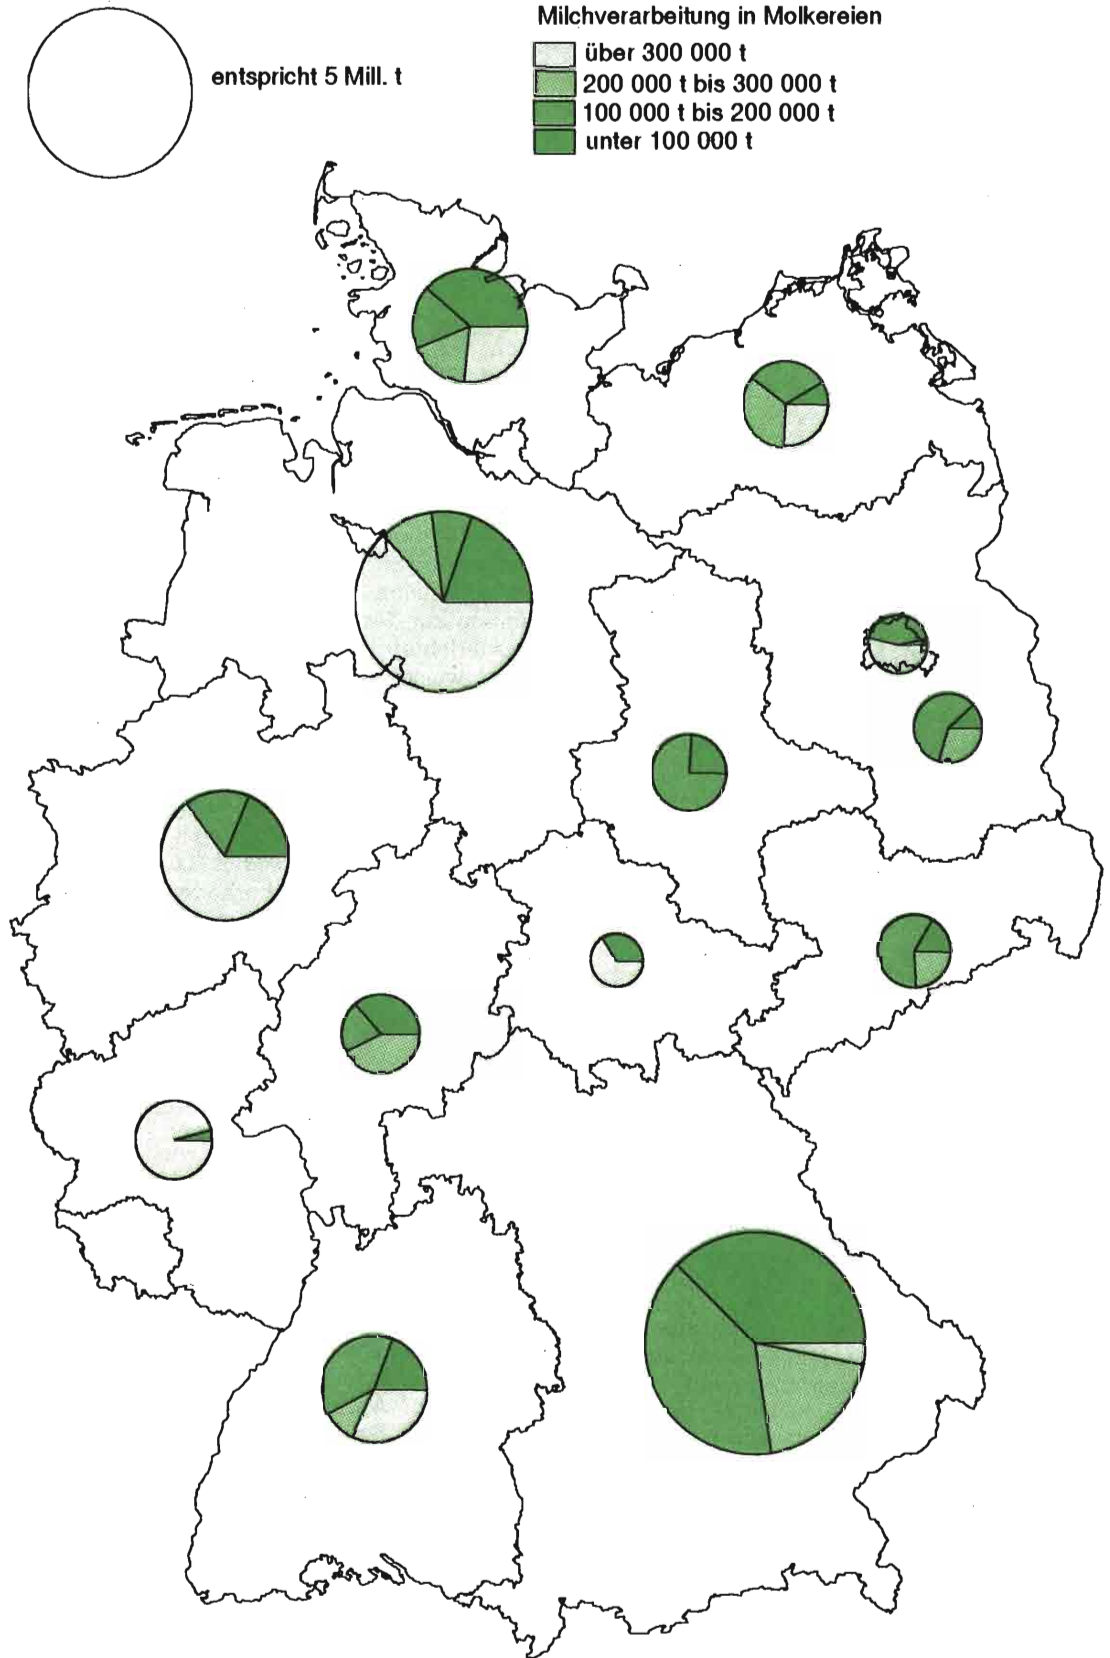 Milchverarbeitung in Molkereien
entspricht 5 Mill. t
über 300 000 t
200 000 t bis 300 000 t
100 000 t bis 200 000 t
unter 100 000 t